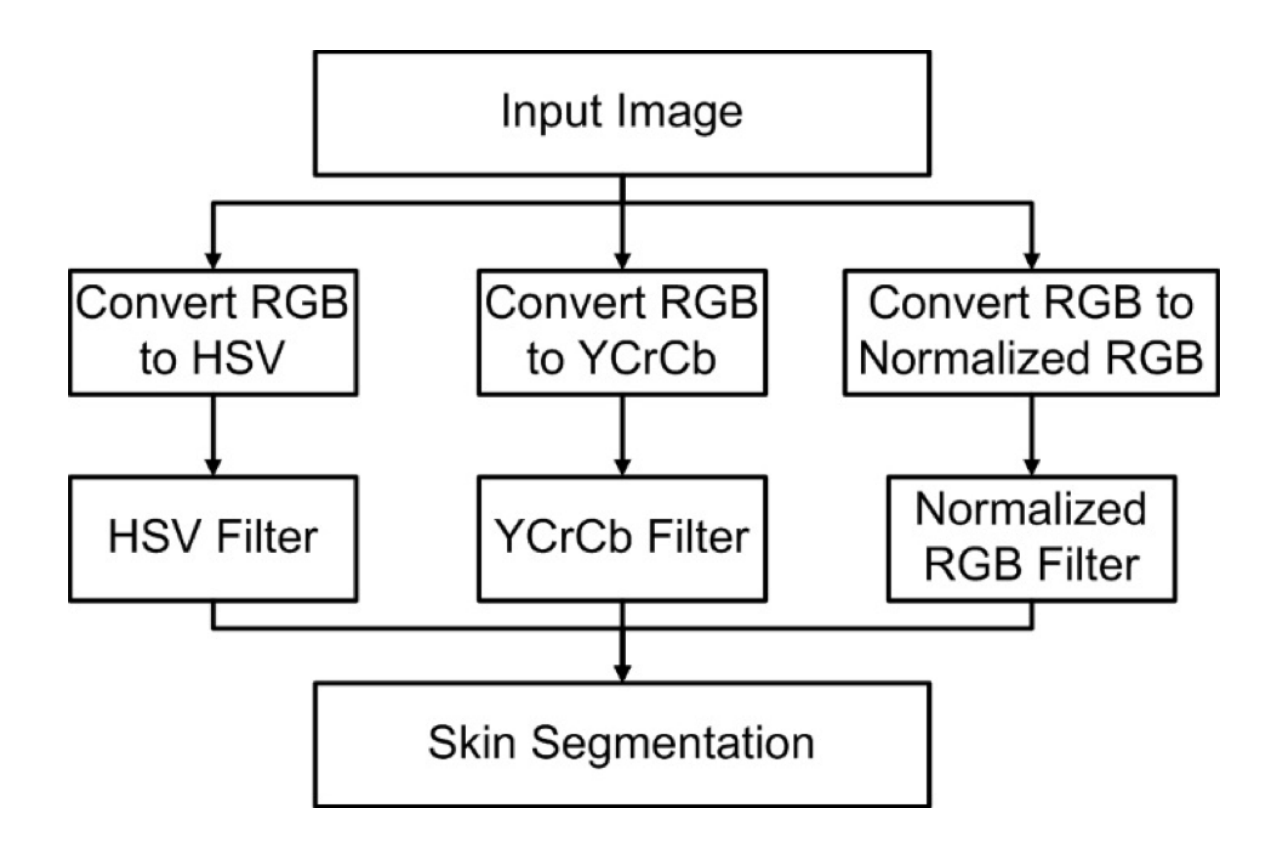 Input Image
Convert RGB
to HSV
Convert RGB
to YCrCb
Convert RGB to
Normalized RGB
HSV Filter
YCrCb Filter
Normalized
RGB Filter
Skin Segmentation